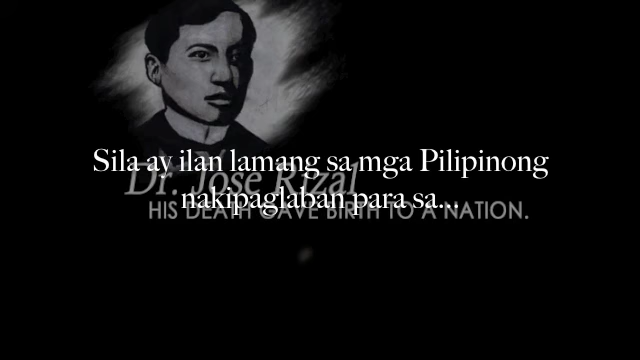 Sila ay ilan lamang sa mga Pilipinong
Dr. Jose Rizal
nakipaglaban para sa...
HIS DEATH GAVE BIRTH TO A NATION.